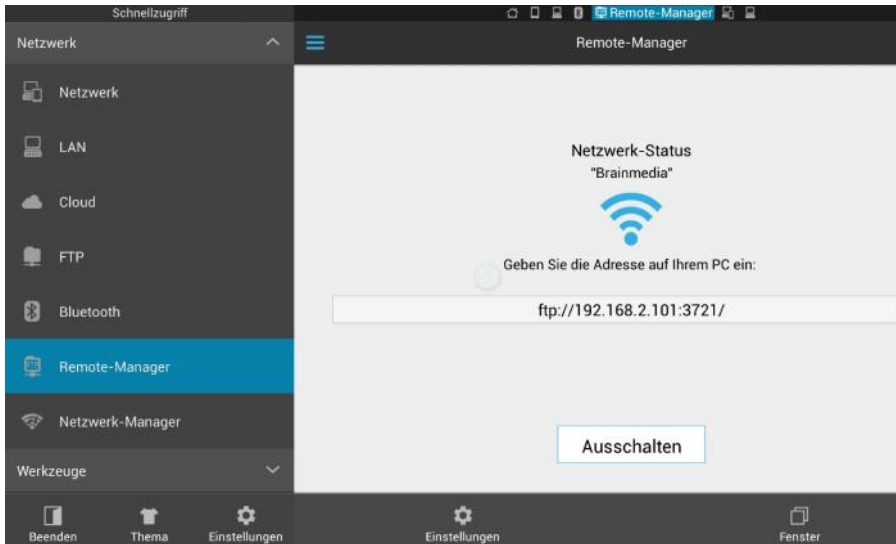 Schnellzugriff
Remote-Manager
Netzwerk
Remote-Manager
Netzwerk
LAN
Cloud
FTP
Bluetooth
Remote-Manager
Netzwerk-Manager
Werkzeuge
Netzwerk-Status
"Brainmedia"
Geben Sie die Adresse auf Ihrem PC ein:
ftp://192.168.2.101:3721/
Ausschalten
Beenden
Thema
Einstellungen
Einstellungen
Fenster